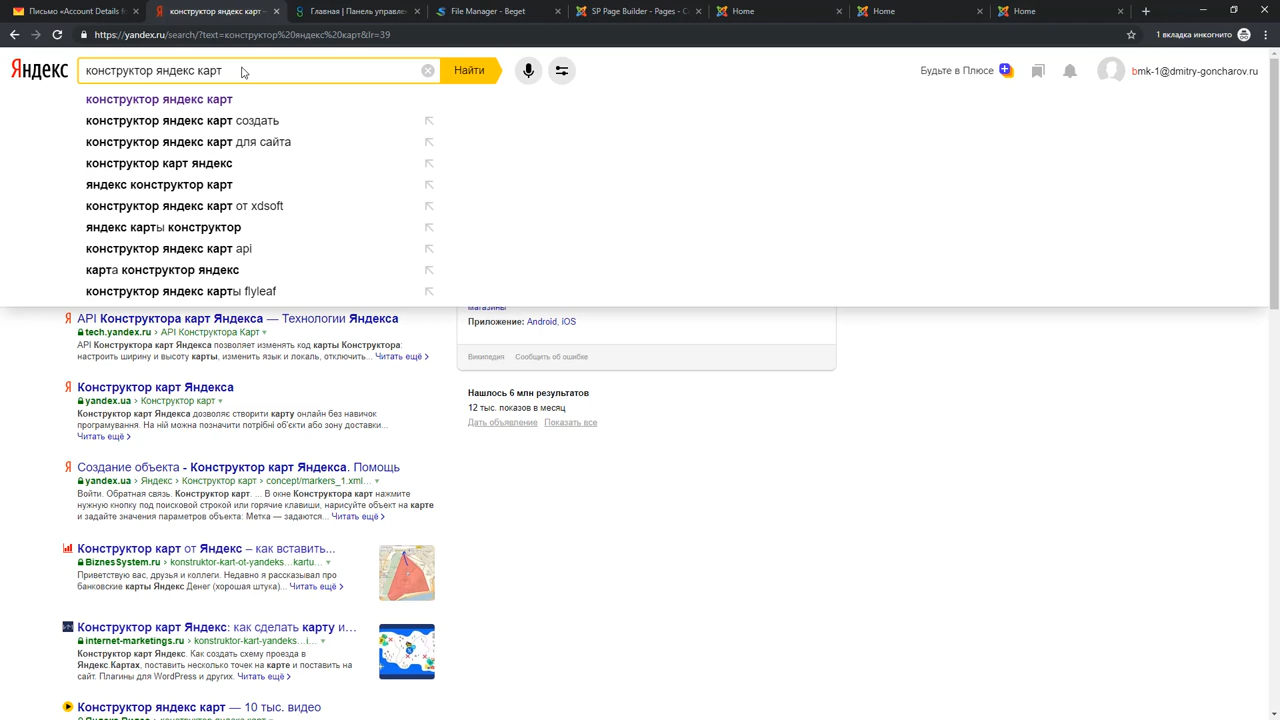 Письмо «Account Details f
конструктор яндекс карт –
Главная | Панель управлен
File Manager - Beget
SP Page Builder - Pages - С
Home
Home
Home
https://yandex.ru/search/?text=конструктор%20яндекс%20карт&lr=39
1 вкладка инкогнито
Яндекс
конструктор яндекс карт
Найти
Будьте в Плюсе
bmk-1@dmitry-goncharov.ru
конструктор яндекс карт
конструктор яндекс карт создать
конструктор яндекс карт для сайта
конструктор карт яндекс
яндекс конструктор карт
конструктор яндекс карт от xdsoft
яндекс карты конструктор
конструктор яндекс карт api
карта конструктор яндекс
конструктор яндекс карты flyleaf
магазины
Приложение: Android, iOS
Википедия Сообщить об ошибке
Нашлось 6 млн результатов
12 тыс. показов в месяц
Дать объявление Показать все
API Конструктора карт Яндекса — Технологии Яндекса
tech.yandex.ru › API Конструктора Карт
API Конструктора карт Яндекса позволяет изменять код карты Конструктора:
настроить ширину и высоту карты, изменить язык и локаль, отключить... Читать ещё ›
Конструктор карт Яндекса
yandex.ua › Конструктор карт
Конструктор карт Яндекса дозволяє створити карту онлайн без навичок
програмування. На ній можна позначити потрібні об'єкти або зону доставки...
Читать ещё ›
Создание объекта - Конструктор карт Яндекса. Помощь
yandex.ua › Яндекс › Конструктор карт › concept/markers_1.xml...
Войти. Обратная связь. Конструктор карт. ... В окне Конструктора карт нажмите
нужную кнопку под поисковой строкой или горячие клавиши, нарисуйте объект на карте
и задайте значения параметров объекта: Метка — задаются... Читать ещё ›
Конструктор карт от Яндекс – как вставить...
BiznesSystem.ru › konstruktor-kart-ot-yandeks…kartu…
Приветствую вас, друзья и коллеги. Недавно я рассказывал про
банковские карты Яндекс Денег (хорошая штука)... Читать ещё ›
Конструктор карт Яндекс: как сделать карту и...
internet-marketings.ru › konstruktor-kart-yandeks…i…
Конструктор карт Яндекс. Как создать схему проезда в
Яндекс.Картах, поставить несколько точек на карте и поставить на
сайт. Плагины для WordPress и других. Читать ещё ›
Конструктор яндекс карт — 10 тыс. видео